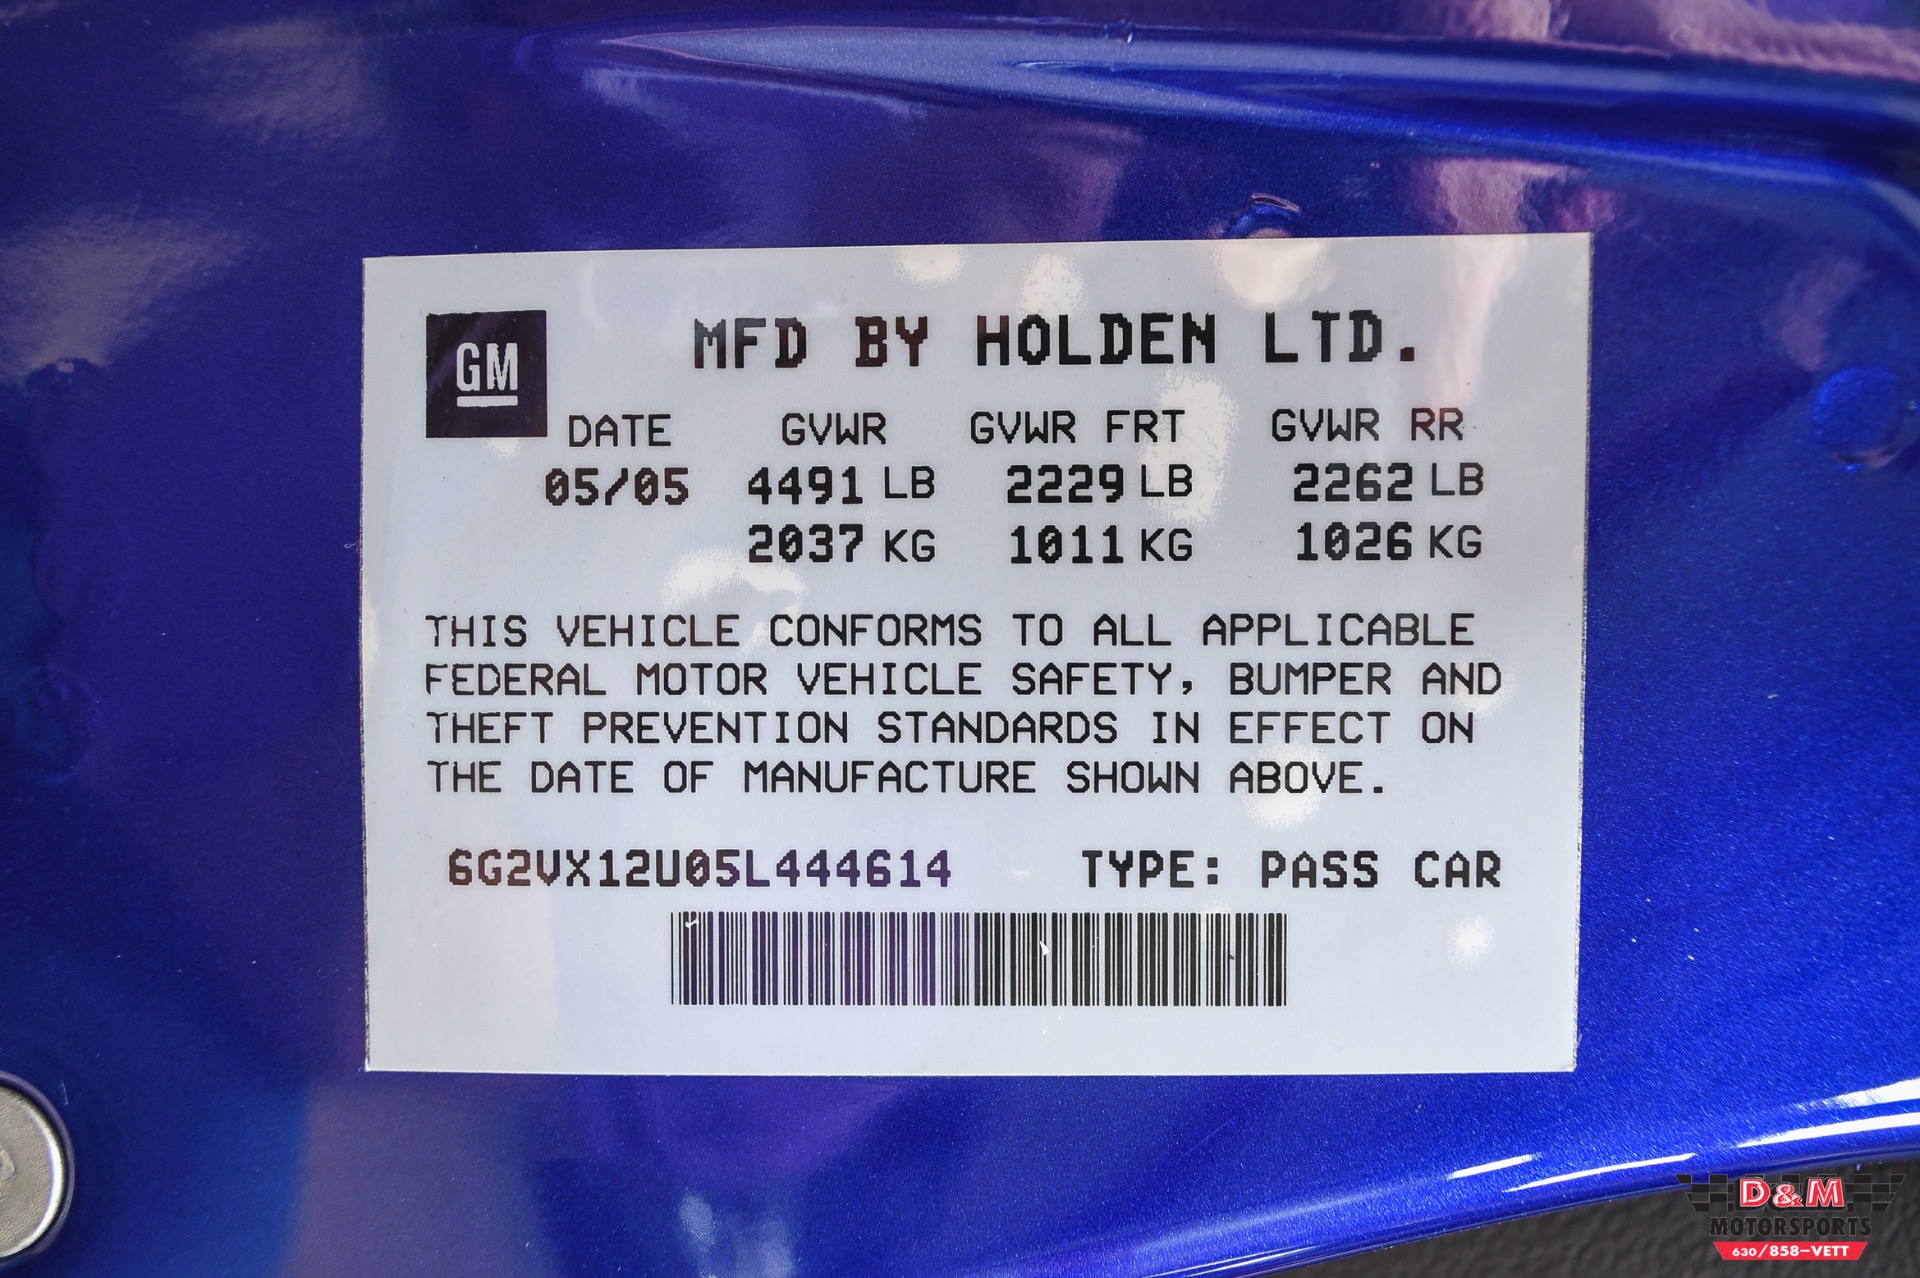 GM
MFD BY HOLDEN LTD.
DATE GVWR GVWR FRT GVWR RR
05/05 4491 LB 2229 LB 2262 LB
2037 KG 1011 KG 1026 KG
THIS VEHICLE CONFORMS TO ALL APPLICABLE
FEDERAL MOTOR VEHICLE SAFETY, BUMPER AND
THEFT PREVENTION STANDARDS IN EFFECT ON
THE DATE OF MANUFACTURE SHOWN ABOVE.
6G2VX12U05L444614 TYPE: PASS CAR
D&M
MOTORSPORTS
630/858-VETT